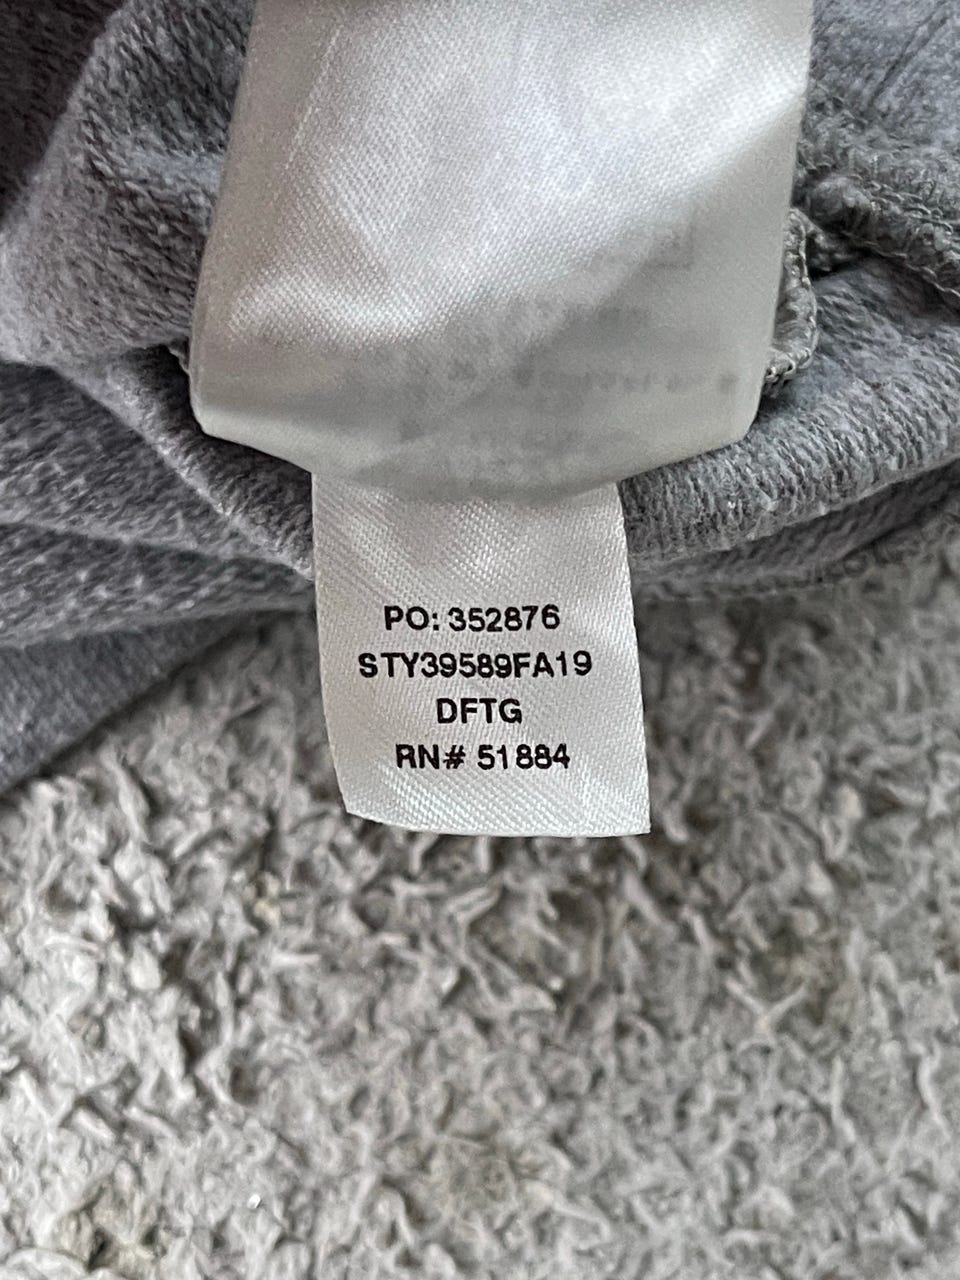 PO: 352876
STY39589FA19
DFTG
RN# 51884